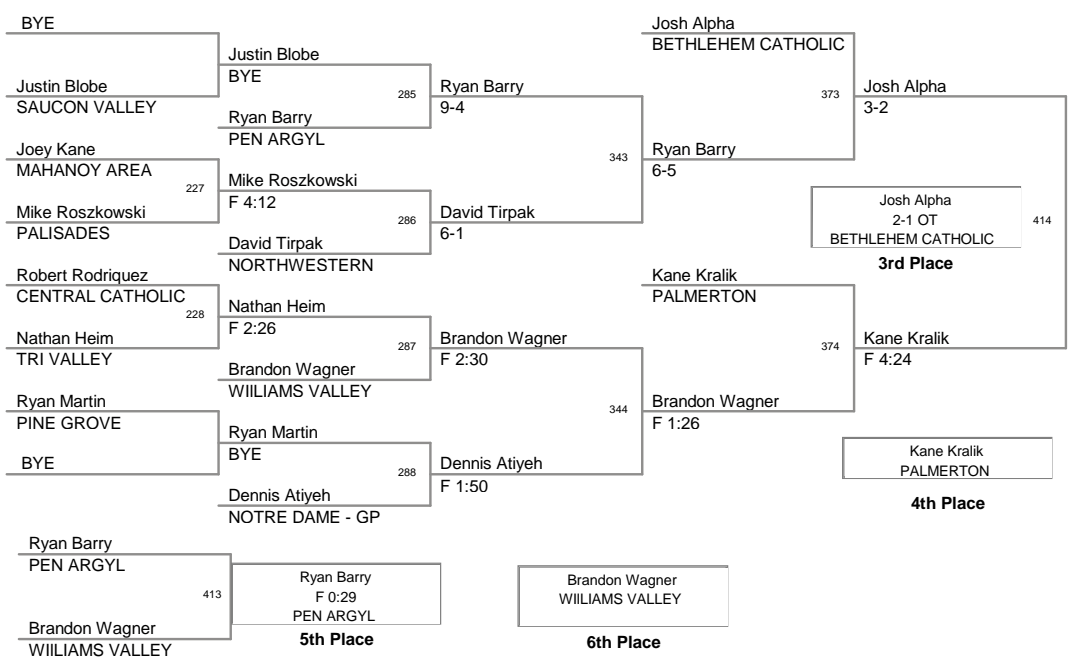 BYE
Justin Blobe
SAUCON VALLEY
Joey Kane
MAHANOY AREA
227
Mike Roszkowski
PALISADES
Robert Rodriquez
CENTRAL CATHOLIC
228
Nathan Heim
TRI VALLEY
Ryan Martin
PINE GROVE
BYE
Justin Blobe
BYE
285
Ryan Barry
PEN ARGYL
Mike Roszkowski
F 4:12
286
David Tirpak
NORTHWESTERN
Nathan Heim
F 2:26
287
Brandon Wagner
WIILIAMS VALLEY
Ryan Martin
BYE
288
Dennis Atiyeh
NOTRE DAME - GP
Ryan Barry
9-4
343
David Tirpak
6-1
Brandon Wagner
F 2:30
344
Dennis Atiyeh
F 1:50
Josh Alpha
BETHLEHEM CATHOLIC
373
Ryan Barry
6-5
Kane Kralik
PALMERTON
374
Brandon Wagner
F 1:26
Josh Alpha
3-2
414
Kane Kralik
F 4:24
Josh Alpha
2-1 OT
BETHLEHEM CATHOLIC
3rd Place
Kane Kralik
PALMERTON
4th Place
Ryan Barry
PEN ARGYL
413
Brandon Wagner
WIILIAMS VALLEY
Ryan Barry
F 0:29
PEN ARGYL
5th Place
Brandon Wagner
WIILIAMS VALLEY
6th Place